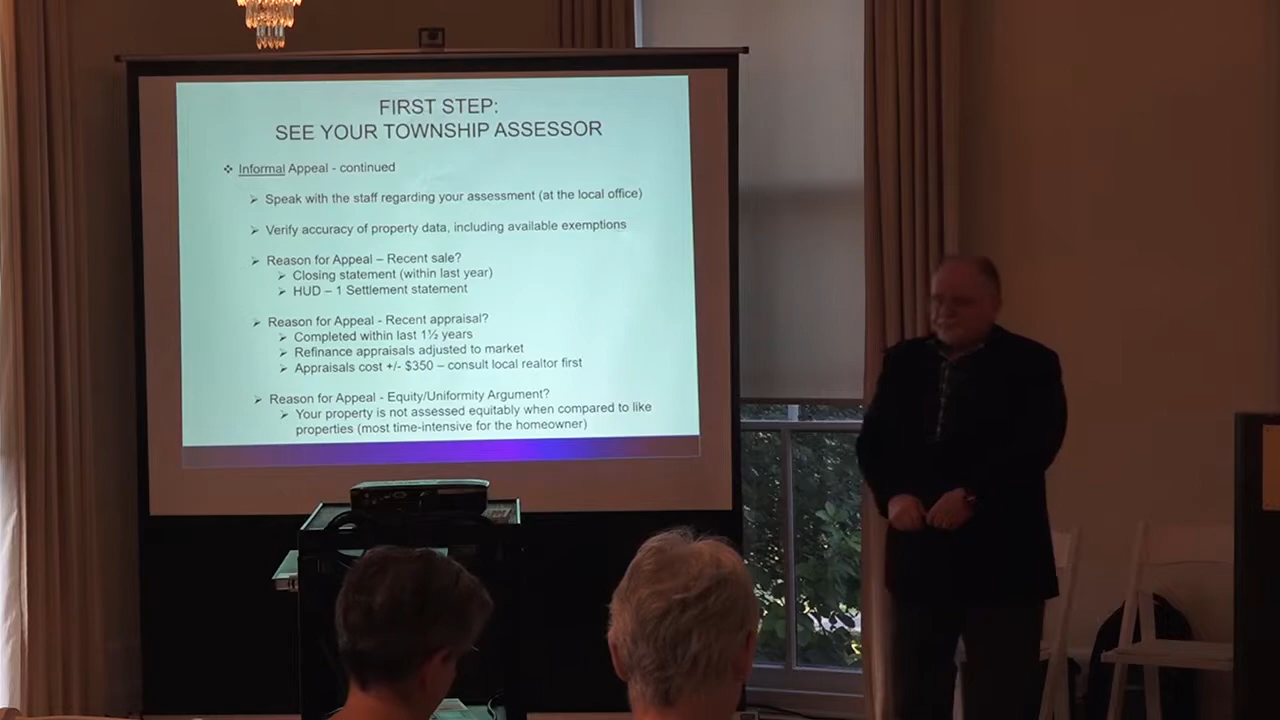 FIRST STEP:
SEE YOUR TOWNSHIP ASSESSOR
❖ Informal Appeal - continued
➢ Speak with the staff regarding your assessment (at the local office)
➢ Verify accuracy of property data, including available exemptions
➢ Reason for Appeal – Recent sale?
➢ Closing statement (within last year)
➢ HUD – 1 Settlement statement
➢ Reason for Appeal - Recent appraisal?
➢ Completed within last 1½ years
➢ Refinance appraisals adjusted to market
➢ Appraisals cost +/- $350 – consult local realtor first
➢ Reason for Appeal - Equity/Uniformity Argument?
➢ Your property is not assessed equitably when compared to like
properties (most time-intensive for the homeowner)